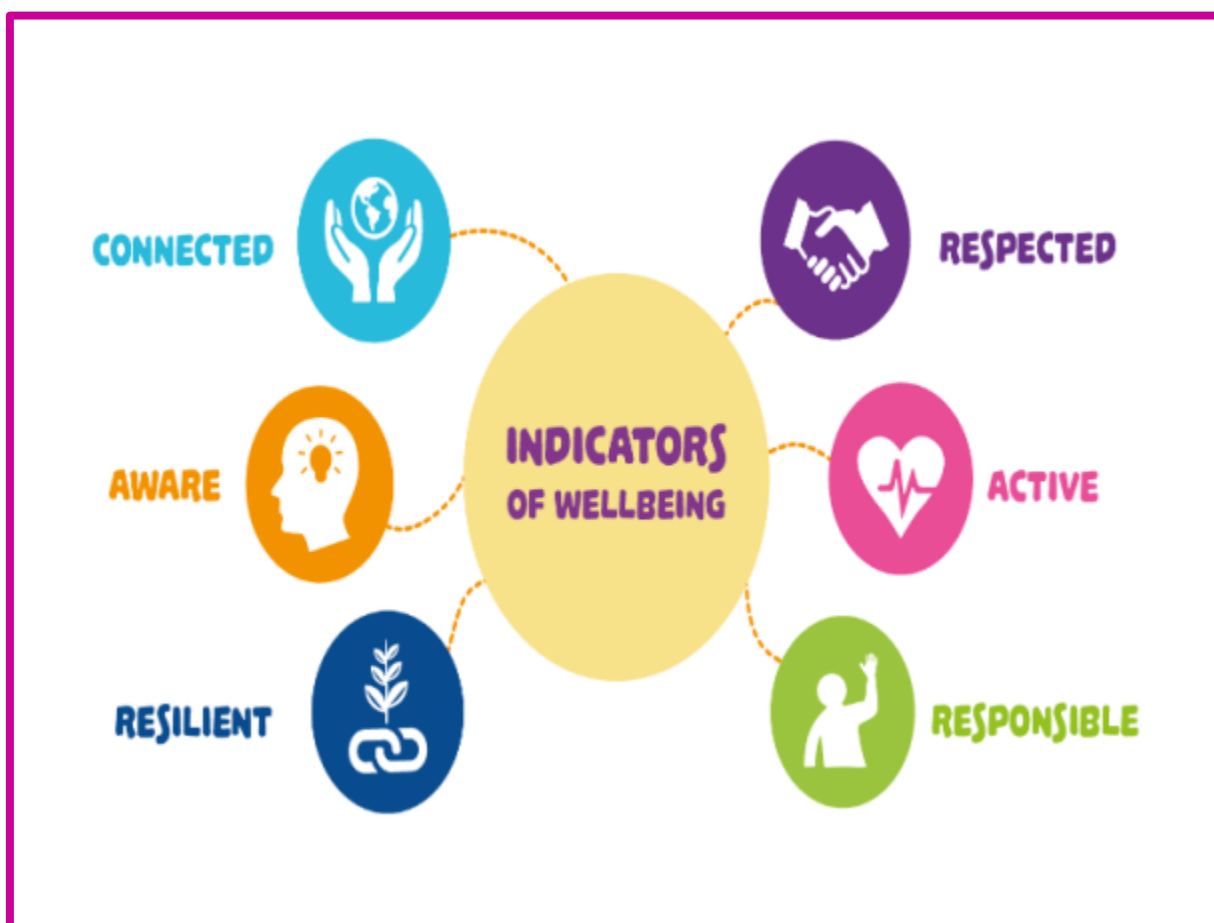 CONNECTED
RESPECTED
INDICATORS
OF WELLBEING
AWARE
ACTIVE
RESILIENT
RESPONSIBLE